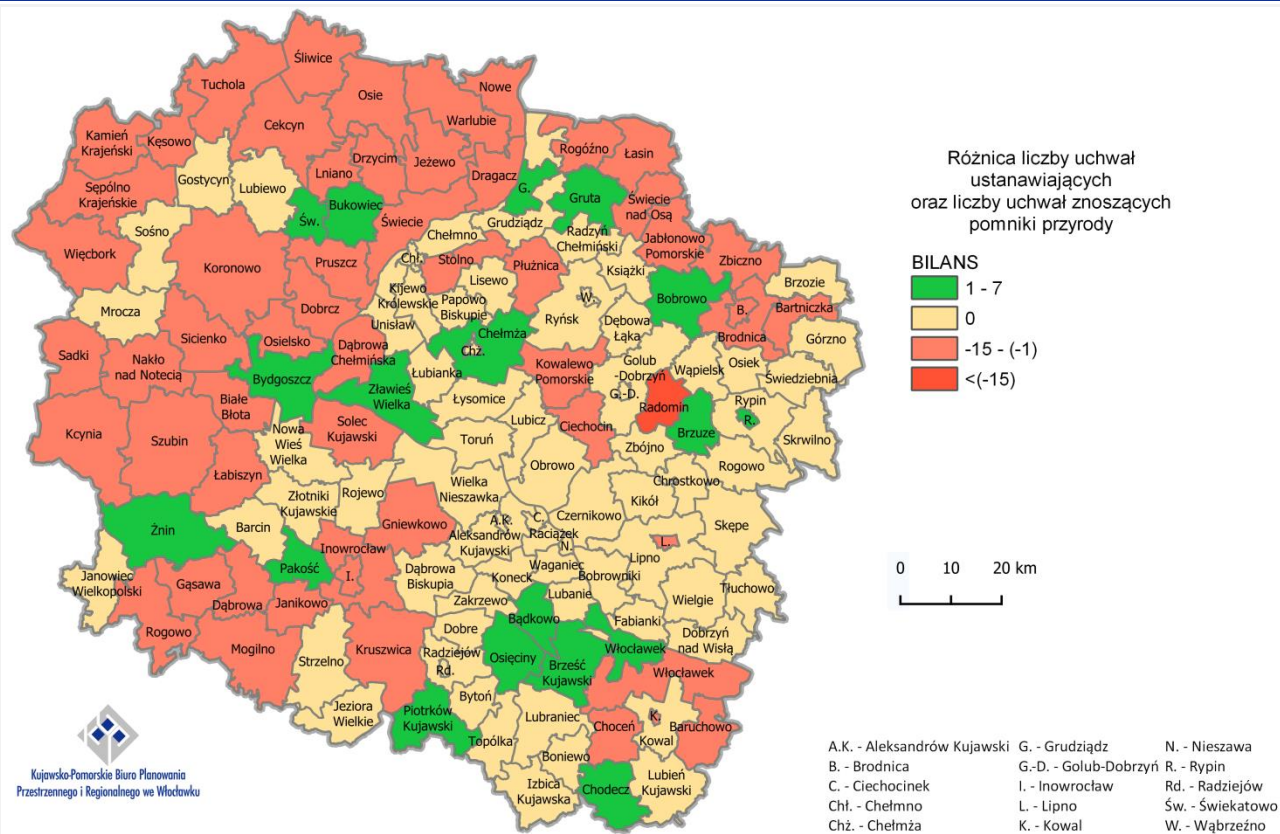 Śliwice
Tuchola
Nowe
Osie
Warlubie
Cekcyn
Kamień
Krajeński
Kęsowo
Rogóźno
Łasin
Drzycim
Jeżewo
Lniano
Dragacz
Gostycyn
Lubiewo
Sępólno
Krajeńskie
G.
Gruta
Świecie
nad Osą
Bukowiec
Św.
Świecie
Grudziądz
Radzyń
Chełmiński
Sośno
Chełmno
Więcbork
Koronowo
Pruszcz
Chł.
Stolno
Płużnica
Jabłonowo
Pomorskie
Zbiczno
Książki
Lisewo
Brzozie
Kijewo
Królewskie
Papowo
Biskupie
W.
Bobrowo
Bartniczka
B.
Mrocza
Dobrcz
Unisław
Ryńsk
Dębowa
Łąka
Brodnica
Górzno
Sicienko
Osielsko
Dąbrowa
Chełmińska
Chełmża
Chż.
Sadki
Nakło
nad Notecią
Kowalewo
Pomorskie
Golub
-Dobrzyń
Wąpielsk
Osiek
Świedziebnia
Bydgoszcz
Zławieś
Wielka
Łubianka
G.-D.
Łysomice
Radomin
Rypin
R.
Białe
Błota
Solec
Kujawski
Lubicz
Ciechocin
Brzuze
Skrwilno
Kcynia
Szubin
Nowa
Wieś
Wielka
Toruń
Zbójno
Rogowo
Obrowo
Łabiszyn
Wielka
Nieszawka
Chrostkowo
Złotniki
Kujawskie
Rojewo
Kikół
Żnin
Barcin
Gniewkowo
A.K.
C.
Czernikowo
Skępe
Aleksandrów
Kujawski
Raciążek
N.
L.
Inowrocław
Pakość
I.
Dąbrowa
Biskupia
Waganiec
Lipno
Janowiec
Wielkopolski
Gąsawa
Koneck
Bobrowniki
Tłuchowo
Dąbrowa
Janikowo
Zakrzewo
Lubanie
Wielgie
Bądkowo
Fabianki
Rogowo
Dobre
Dobrzyń
nad Wisłą
Mogilno
Strzelno
Kruszwica
Radziejów
Rd.
Osięciny
Brześć
Kujawski
Włocławek
Włocławek
Bytoń
Jeziora
Wielkie
Piotrków
Kujawski
Lubraniec
Choceń
K.
Kowal
Baruchowo
Topólka
Boniewo
Izbica
Kujawska
Chodecz
Lubień
Kujawski
Różnica liczby uchwał
ustanawiających
oraz liczby uchwał znoszących
pomniki przyrody
BILANS
1 - 7
0
-15 - (-1)
<(-15)
0 10 20 km
Kujawsko-Pomorskie Biuro Planowania
Przestrzennego i Regionalnego we Włocławku
A.K. - Aleksandrów Kujawski
B. - Brodnica
C. - Ciechocinek
Chł. - Chełmno
Chż. - Chełmża
G. - Grudziądz
G.-D. - Golub-Dobrzyń
I. - Inowrocław
L. - Lipno
K. - Kowal
N. - Nieszawa
R. - Rypin
Rd. - Radziejów
Św. - Świekatowo
W. - Wąbrzeźno